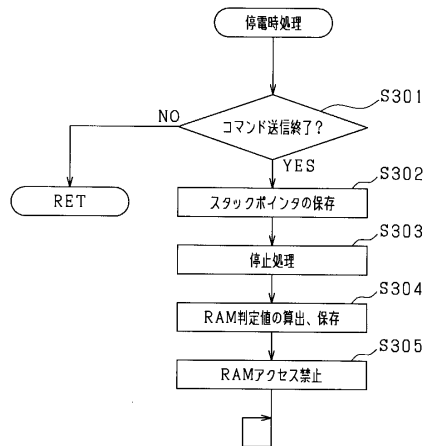 停電時処理
S301
NO
コマンド送信終了?
YES
RET
S302
スタックポインタの保存
S303
停止処理
S304
RAM判定値の算出、保存
S305
RAMアクセス禁止